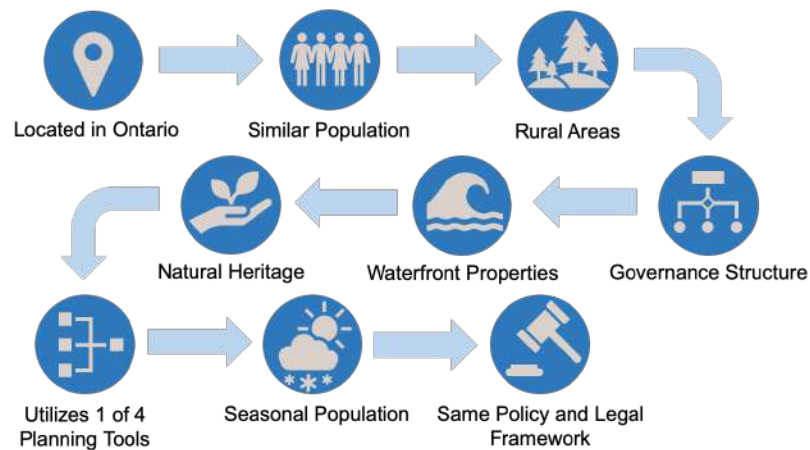 Located in Ontario
Similar Population
Rural Areas
Governance Structure
Waterfront Properties
Natural Heritage
Utilizes 1 of 4
Planning Tools
Seasonal Population
Same Policy and Legal
Framework